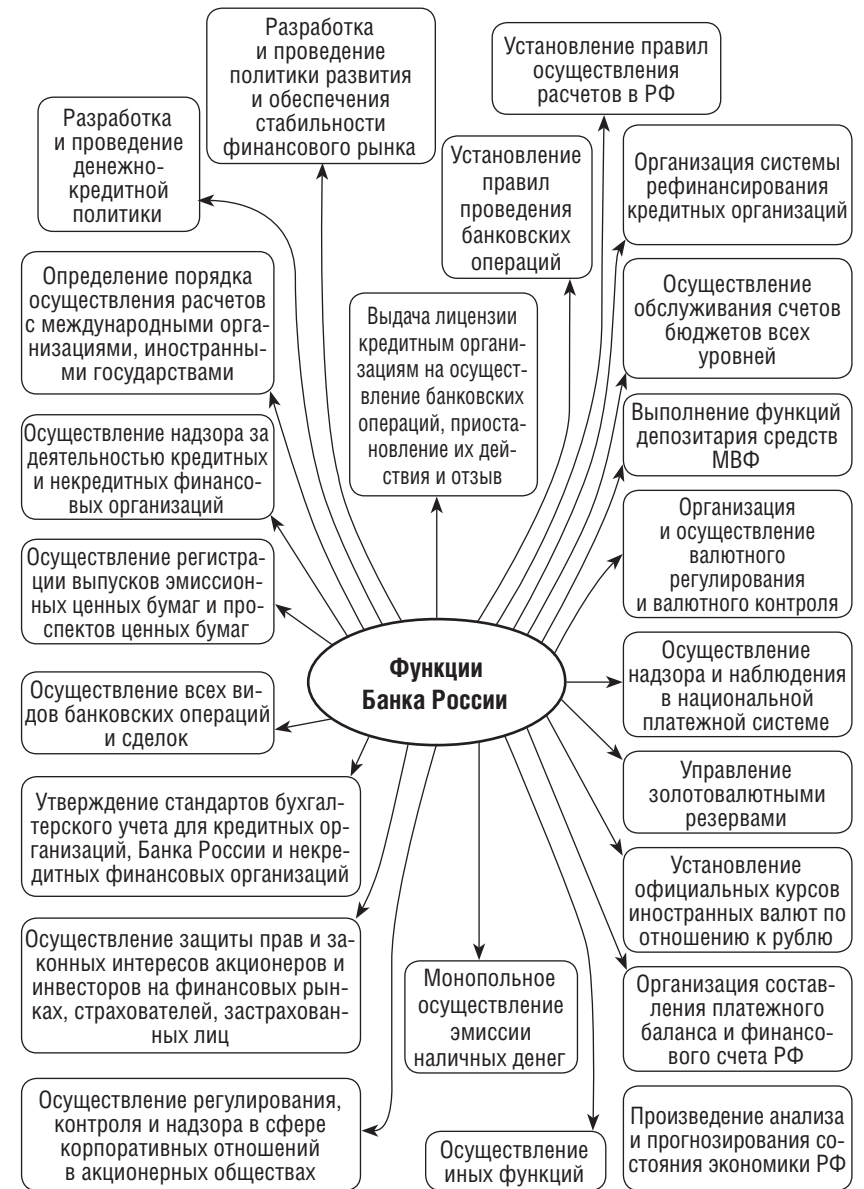 Разработка
и проведение
политики развития
и обеспечения
стабильности
финансового рынка
Установление правил
осуществления
расчетов в РФ
Разработка
и проведение
денежно-
кредитной
политики
Установление
правил
проведения
банковских
операций
Организация системы
рефинансирования
кредитных организаций
Определение порядка
осуществления расчетов
с международными орга-
низациями, иностранны-
ми государствами
Выдача лицензии
кредитным органи-
зациям на осущест-
вление банковских
операций, приоста-
новление их дей-
ствия и отзыв
Осуществление
обслуживания счетов
бюджетов всех
уровней
Осуществление надзора за
деятельностью кредитных
и некредитных финансо-
вых организаций
Выполнение функций
депозитария средств
МВФ
Организация
и осуществление
валютного
регулирования
и валютного контроля
Осуществление регистра-
ции выпусков эмиссион-
ных ценных бумаг и про-
спектов ценных бумаг
Функции
Банка России
Осуществление
надзора и наблюдения
в национальной
платежной системе
Осуществление всех ви-
дов банковских операций
и сделок
Управление
золотовалютными
резервами
Утверждение стандартов бухгал-
терского учета для кредитных ор-
ганизаций, Банка России и некре-
дитных финансовых организаций
Установление
официальных курсов
иностранных валют по
отношению к рублю
Осуществление защиты прав и за-
конных интересов акционеров и
инвесторов на финансовых рын-
ках, страхователей, застрахован-
ных лиц
Монопольное
осуществление
эмиссии
наличных денег
Организация состав-
ления платежного
баланса и финансо-
вого счета РФ
Осуществление регулирования,
контроля и надзора в сфере
корпоративных отношений
в акционерных обществах
Осуществление
иных функций
Произведение анализа
и прогнозирования со-
стояния экономики РФ